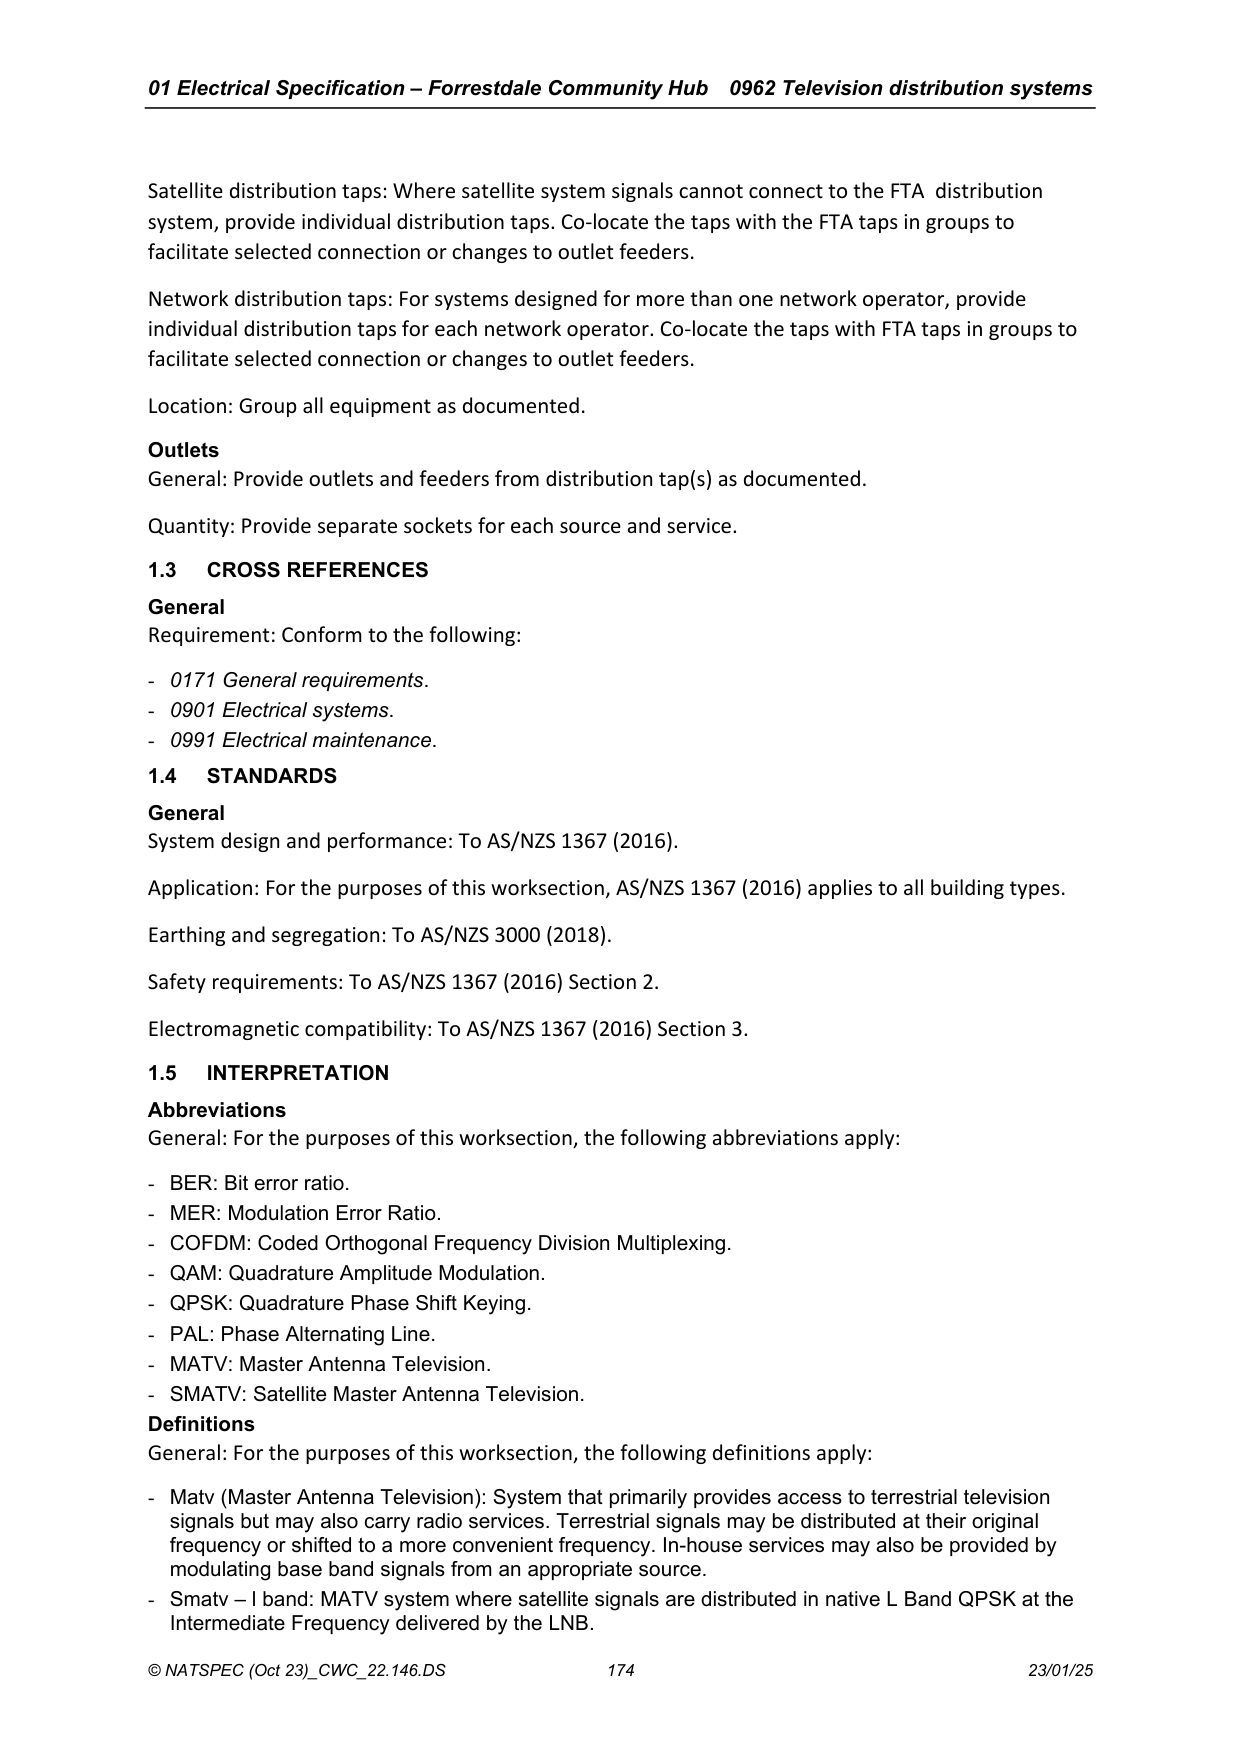 01 Electrical Specification – Forrestdale Community Hub 0962 Television distribution systems
Satellite distribution taps: Where satellite system signals cannot connect to the FTA distribution
system, provide individual distribution taps. Co-locate the taps with the FTA taps in groups to
facilitate selected connection or changes to outlet feeders.
Network distribution taps: For systems designed for more than one network operator, provide
individual distribution taps for each network operator. Co-locate the taps with FTA taps in groups to
facilitate selected connection or changes to outlet feeders.
Location: Group all equipment as documented.
Outlets
General: Provide outlets and feeders from distribution tap(s) as documented.
Quantity: Provide separate sockets for each source and service.
1.3 CROSS REFERENCES
General
Requirement: Conform to the following:
- 0171 General requirements.
- 0901 Electrical systems.
- 0991 Electrical maintenance.
1.4 STANDARDS
General
System design and performance: To AS/NZS 1367 (2016).
Application: For the purposes of this worksection, AS/NZS 1367 (2016) applies to all building types.
Earthing and segregation: To AS/NZS 3000 (2018).
Safety requirements: To AS/NZS 1367 (2016) Section 2.
Electromagnetic compatibility: To AS/NZS 1367 (2016) Section 3.
1.5 INTERPRETATION
Abbreviations
General: For the purposes of this worksection, the following abbreviations apply:
- BER: Bit error ratio.
- MER: Modulation Error Ratio.
- COFDM: Coded Orthogonal Frequency Division Multiplexing.
- QAM: Quadrature Amplitude Modulation.
- QPSK: Quadrature Phase Shift Keying.
- PAL: Phase Alternating Line.
- MATV: Master Antenna Television.
- SMATV: Satellite Master Antenna Television.
Definitions
General: For the purposes of this worksection, the following definitions apply:
- Matv (Master Antenna Television): System that primarily provides access to terrestrial television
signals but may also carry radio services. Terrestrial signals may be distributed at their original
frequency or shifted to a more convenient frequency. In-house services may also be provided by
modulating base band signals from an appropriate source.
- Smatv – l band: MATV system where satellite signals are distributed in native L Band QPSK at the
Intermediate Frequency delivered by the LNB.
© NATSPEC (Oct 23)_CWC_22.146.DS 174 23/01/25